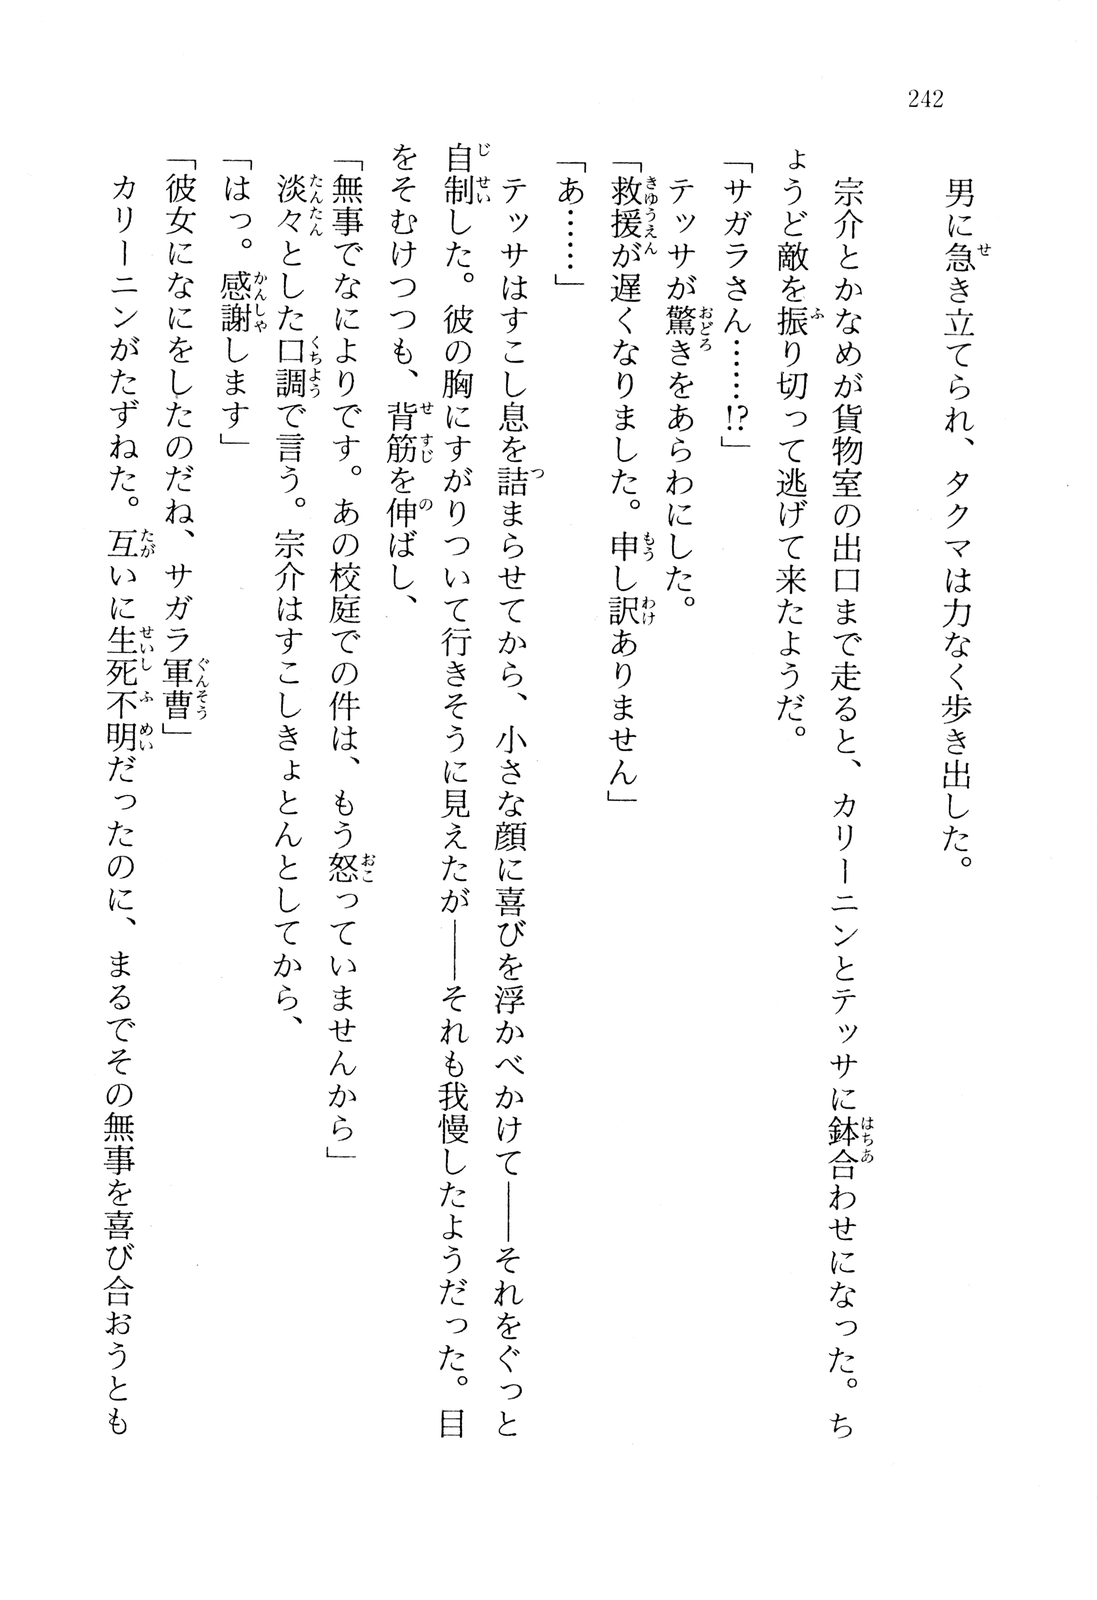 242
男に急き立てられ、タクマは力なく歩き出した。
宗介とかなめが貨物室の出口まで走ると、カリーニンとテッサに鉢合わせになった。ち
ょうど敵を振り切って逃げて来たようだ。
「サガラさん……!?」
テッサが驚きをあらわにした。
「救援が遅くなりました。申し訳ありません」
「あ……」
テッサはすこし息を詰まらせてから、小さな顔に喜びを浮かべかけて――それをぐっと
自制した。彼の胸にすがりついて行きそうに見えたが――それも我慢したようだった。目
をそむけつつも、背筋を伸ばし、
「無事でなによりです。あの校庭での件は、もう怒っていませんから」
淡々とした口調で言う。宗介はすこしきょとんとしてから、
「はっ。感謝します」
「彼女になにをしたのだね、サガラ軍曹」
カリーニンがたずねた。互いに生死不明だったのに、まるでその無事を喜び合おうとも